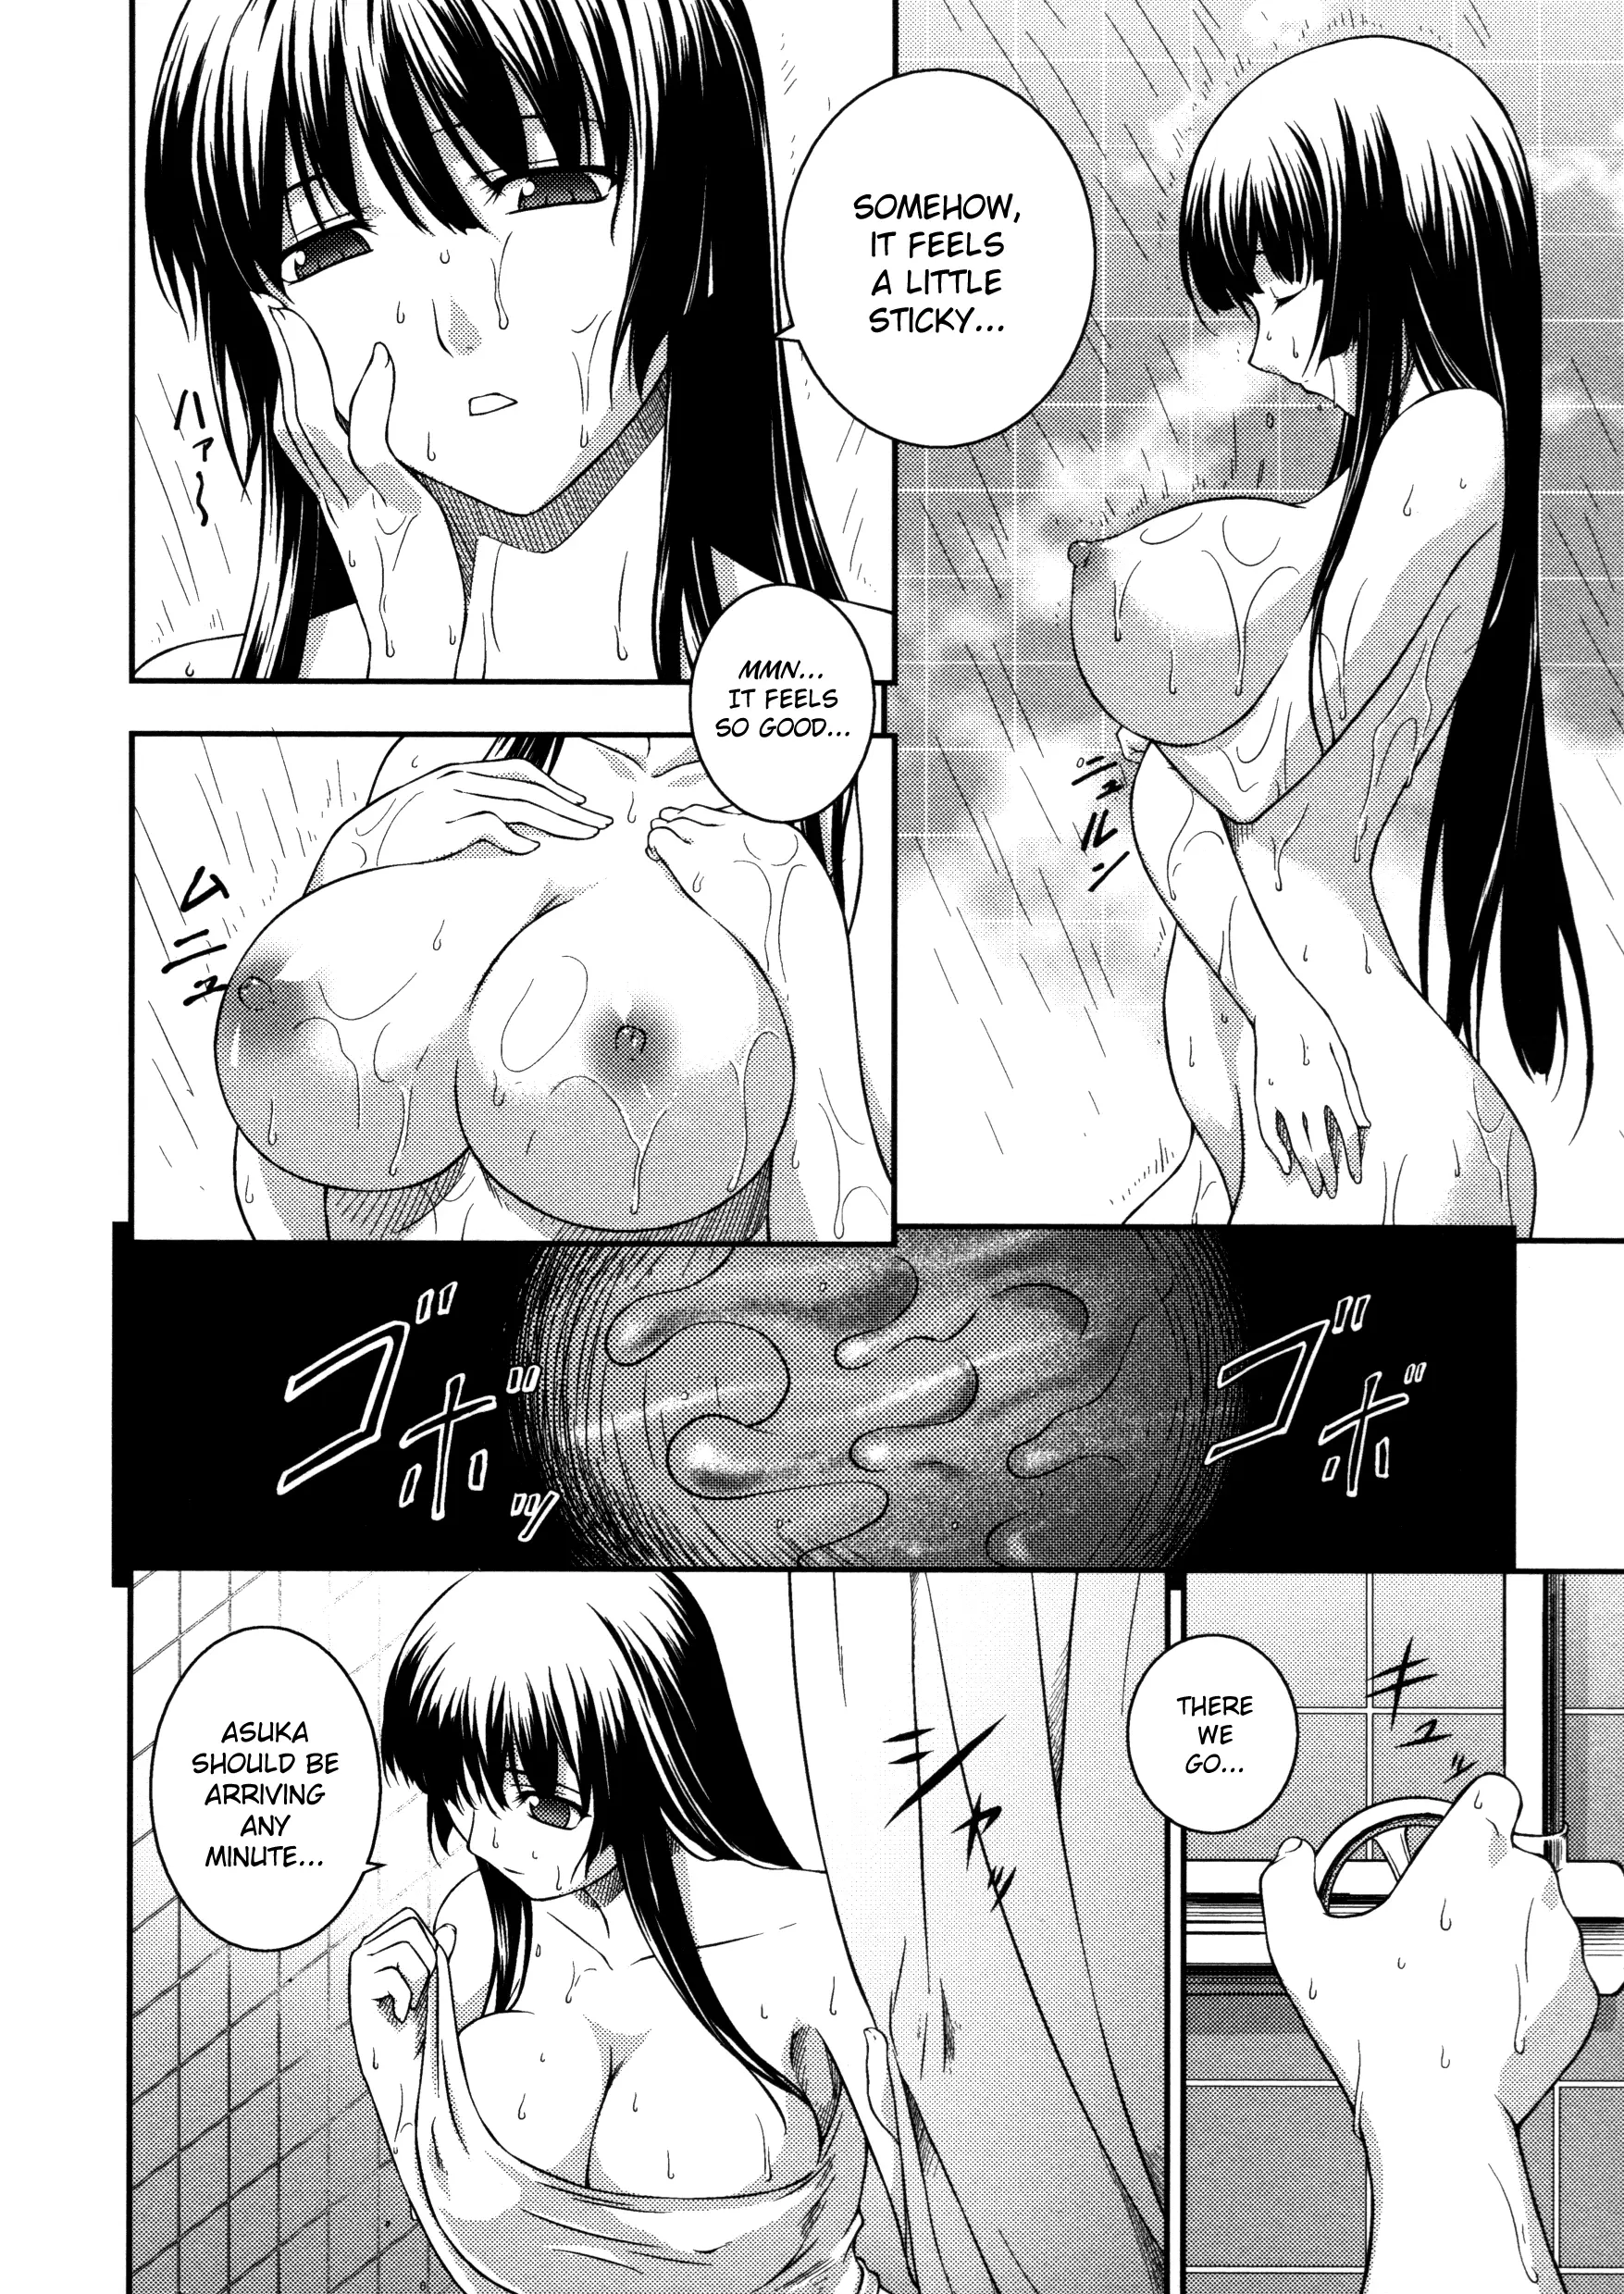 ニュルン
SOMEHOW,
IT FEELS
A LITTLE
STICKY...
ハァ〜
MMN...
IT FEELS
SO GOOD...
ムニュ
ゴボ
ゴボボッ
THERE
WE
GO...
キュッ
シャッ
ASUKA
SHOULD BE
ARRIVING
ANY
MINUTE...